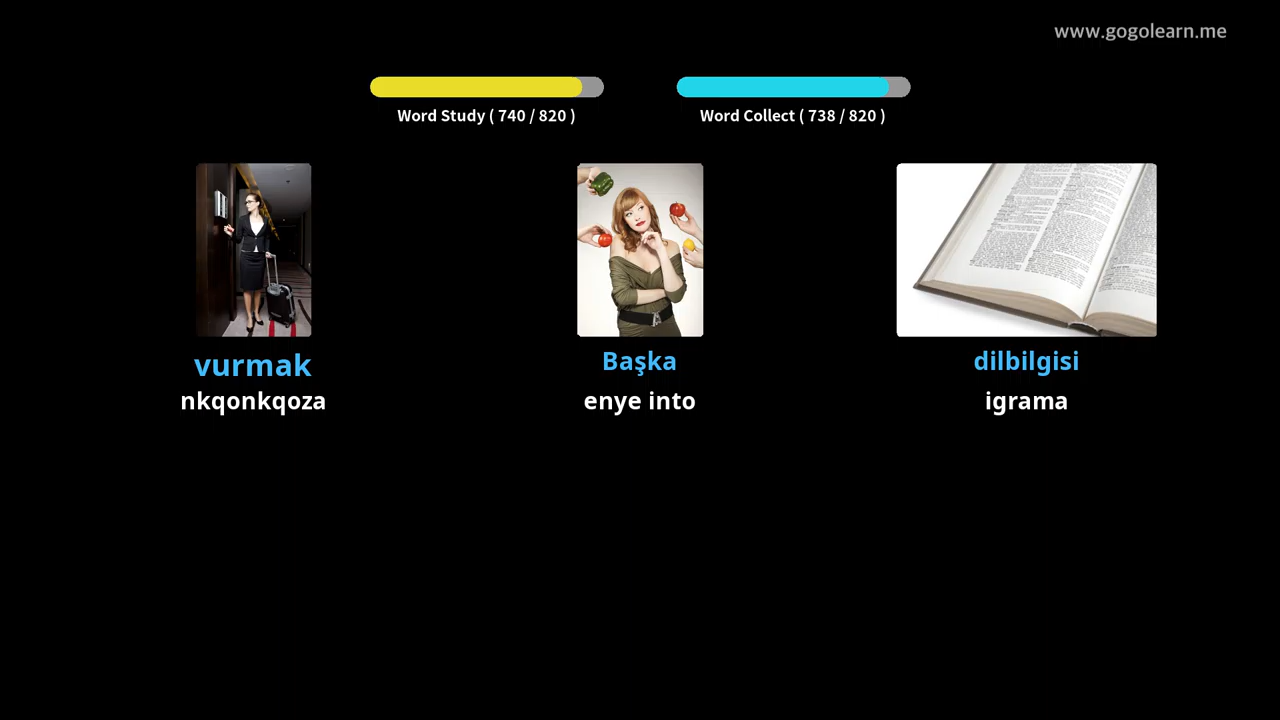 www.gogolearn.me
Word Study ( 740 / 820 )
Word Collect ( 738 / 820 )
vurmak
nkqonkqoza
Başka
enye into
dilbilgisi
igrama